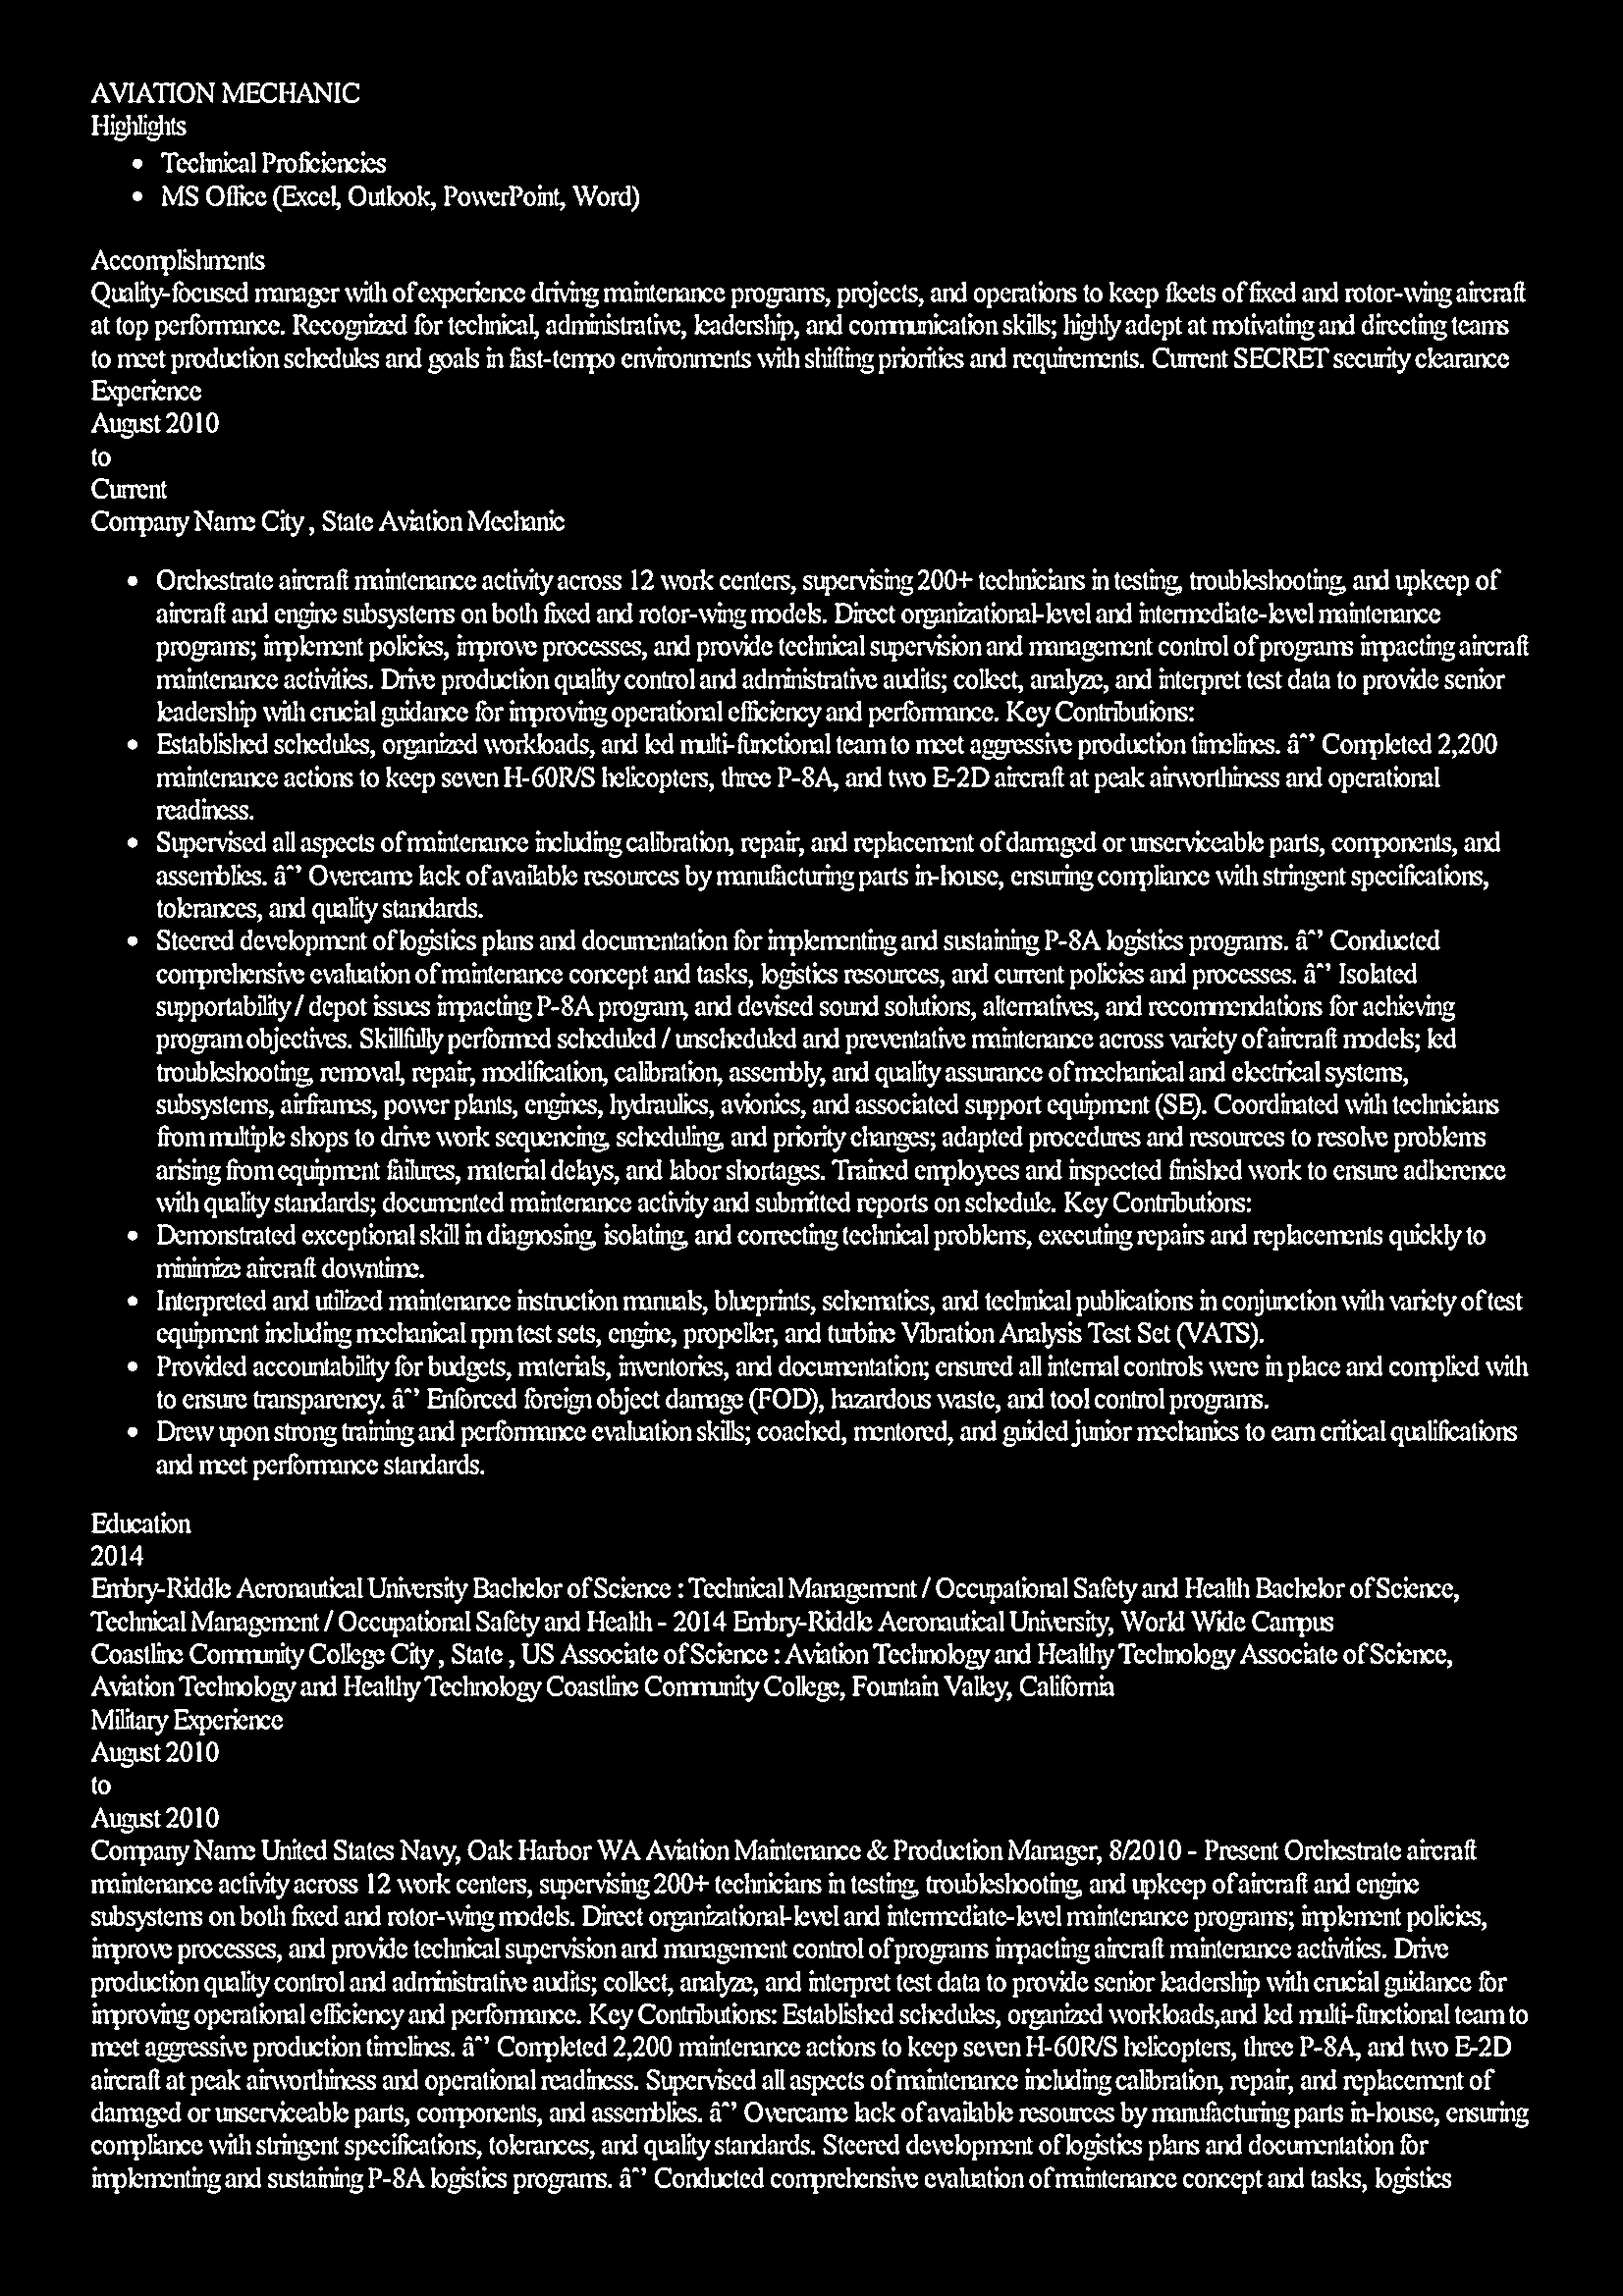 AVIATION MECHANIC
Highlights
• Technical Proficiencies
• MS Office (Excel, Outlook, PowerPoint, Word)
Accomplishments
Quality-focused manager with of experience driving maintenance programs, projects, and operations to keep fleets of fixed and rotor-wing aircraft
at top performance. Recognized for technical, administrative, leadership, and communication skills; highly adept at motivating and directing teams
to meet production schedules and goals in fast-tempo environments with shifting priorities and requirements. Current SECRET security clearance
Experience
August 2010
to
Current
Company Name City , State Aviation Mechanic
• Orchestrate aircraft maintenance activity across 12 work centers, supervising 200+ technicians in testing, troubleshooting, and upkeep of
aircraft and engine subsystems on both fixed and rotor-wing models. Direct organizational-level and intermediate-level maintenance
programs; implement policies, improve processes, and provide technical supervision and management control of programs impacting aircraft
maintenance activities. Drive production quality control and administrative audits; collect, analyze, and interpret test data to provide senior
leadership with crucial guidance for improving operational efficiency and performance. Key Contributions:
• Established schedules, organized workloads, and led multi-functional team to meet aggressive production timelines. âˆ’ Completed 2,200
maintenance actions to keep seven H-60R/S helicopters, three P-8A, and two E-2D aircraft at peak airworthiness and operational
readiness.
• Supervised all aspects of maintenance including calibration, repair, and replacement of damaged or unserviceable parts, components, and
assemblies. âˆ’ Overcame lack of available resources by manufacturing parts in-house, ensuring compliance with stringent specifications,
tolerances, and quality standards.
• Steered development of logistics plans and documentation for implementing and sustaining P-8A logistics programs. âˆ’ Conducted
comprehensive evaluation of maintenance concept and tasks, logistics resources, and current policies and processes. âˆ’ Isolated
supportability / depot issues impacting P-8A program, and devised sound solutions, alternatives, and recommendations for achieving
program objectives. Skillfully performed scheduled / unscheduled and preventative maintenance across variety of aircraft models; led
troubleshooting, removal, repair, modification, calibration, assembly, and quality assurance of mechanical and electrical systems,
subsystems, airframes, power plants, engines, hydraulics, avionics, and associated support equipment (SE). Coordinated with technicians
from multiple shops to drive work sequencing, scheduling, and priority changes; adapted procedures and resources to resolve problems
arising from equipment failures, material delays, and labor shortages. Trained employees and inspected finished work to ensure adherence
with quality standards; documented maintenance activity and submitted reports on schedule. Key Contributions:
• Demonstrated exceptional skill in diagnosing, isolating, and correcting technical problems, executing repairs and replacements quickly to
minimize aircraft downtime.
• Interpreted and utilized maintenance instruction manuals, blueprints, schematics, and technical publications in conjunction with variety of test
equipment including mechanical rpm test sets, engine, propeller, and turbine Vibration Analysis Test Set (VATS).
• Provided accountability for budgets, materials, inventories, and documentation; ensured all internal controls were in place and complied with
to ensure transparency. âˆ’ Enforced foreign object damage (FOD), hazardous waste, and tool control programs.
• Drew upon strong training and performance evaluation skills; coached, mentored, and guided junior mechanics to earn critical qualifications
and meet performance standards.
Education
2014
Embry-Riddle Aeronautical University Bachelor of Science : Technical Management / Occupational Safety and Health Bachelor of Science,
Technical Management / Occupational Safety and Health - 2014 Embry-Riddle Aeronautical University, World Wide Campus
Coastline Community College City , State , US Associate of Science : Aviation Technology and Healthy Technology Associate of Science,
Aviation Technology and Healthy Technology Coastline Community College, Fountain Valley, California
Military Experience
August 2010
to
August 2010
Company Name United States Navy, Oak Harbor WA Aviation Maintenance & Production Manager, 8/2010 - Present Orchestrate aircraft
maintenance activity across 12 work centers, supervising 200+ technicians in testing, troubleshooting, and upkeep of aircraft and engine
subsystems on both fixed and rotor-wing models. Direct organizational-level and intermediate-level maintenance programs; implement policies,
improve processes, and provide technical supervision and management control of programs impacting aircraft maintenance activities. Drive
production quality control and administrative audits; collect, analyze, and interpret test data to provide senior leadership with crucial guidance for
improving operational efficiency and performance. Key Contributions: Established schedules, organized workloads,and led multi-functional team to
meet aggressive production timelines. âˆ’ Completed 2,200 maintenance actions to keep seven H-60R/S helicopters, three P-8A, and two E-2D
aircraft at peak airworthiness and operational readiness. Supervised all aspects of maintenance including calibration, repair, and replacement of
damaged or unserviceable parts, components, and assemblies. âˆ’ Overcame lack of available resources by manufacturing parts in-house, ensuring
compliance with stringent specifications, tolerances, and quality standards. Steered development of logistics plans and documentation for
implementing and sustaining P-8A logistics programs. âˆ’ Conducted comprehensive evaluation of maintenance concept and tasks, logistics